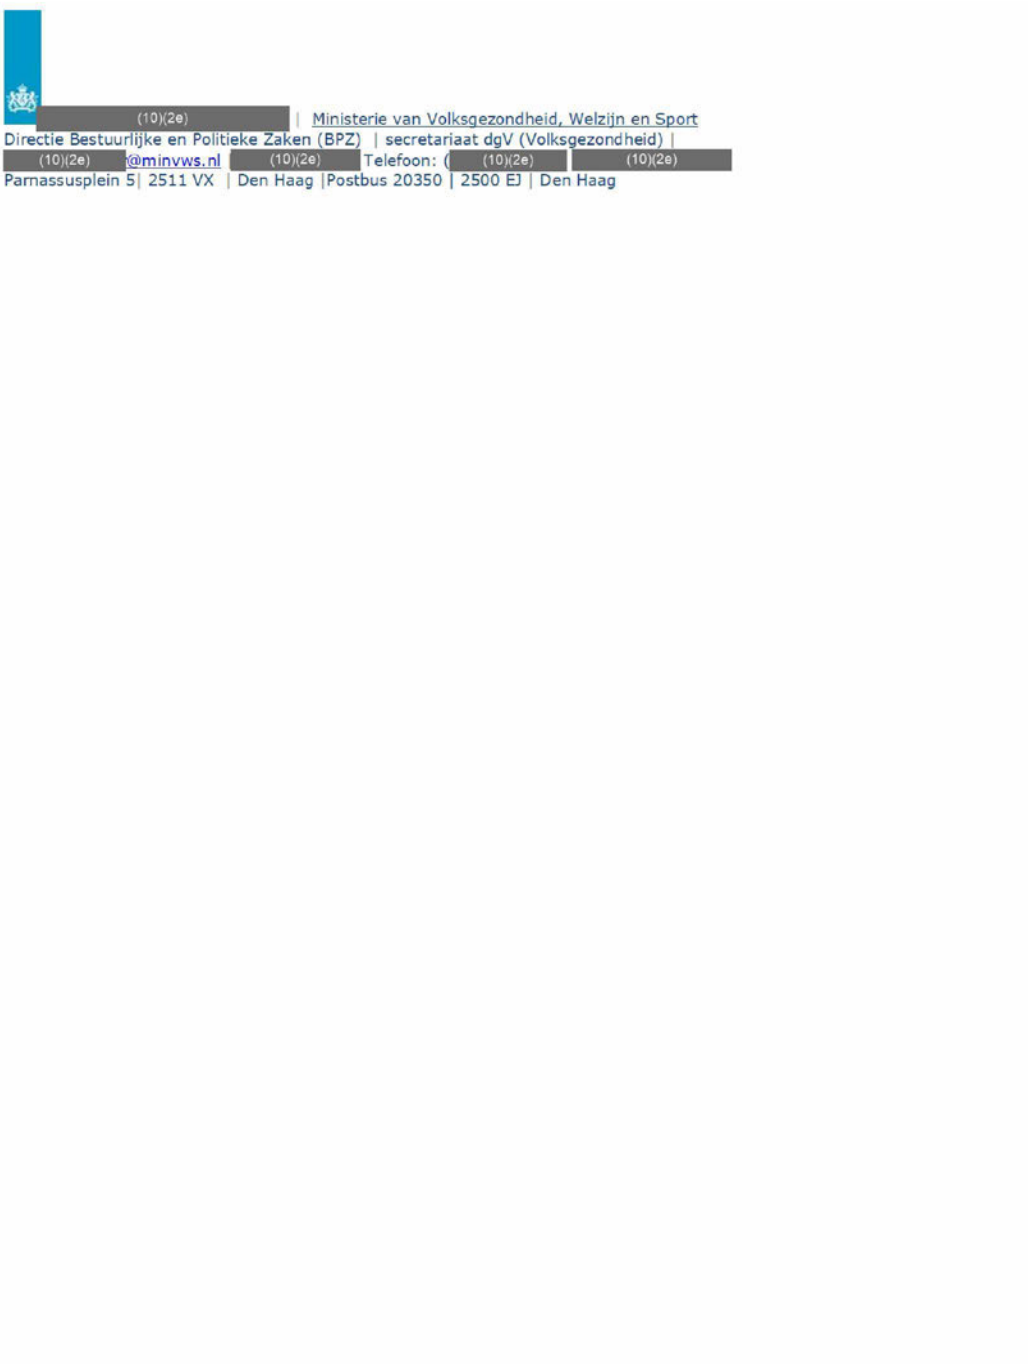 (10)(2e) | Ministerie van Volksgezondheid, Welzijn en Sport
Directie Bestuurlijke en Politieke Zaken (BPZ) | secretariaat dgV (Volksgezondheid) |
(10)(2e) @minvws.nl (10)(2e) Telefoon: ( (10)(2e) (10)(2e)
Parnassusplein 5| 2511 VX | Den Haag |Postbus 20350 | 2500 EJ | Den Haag